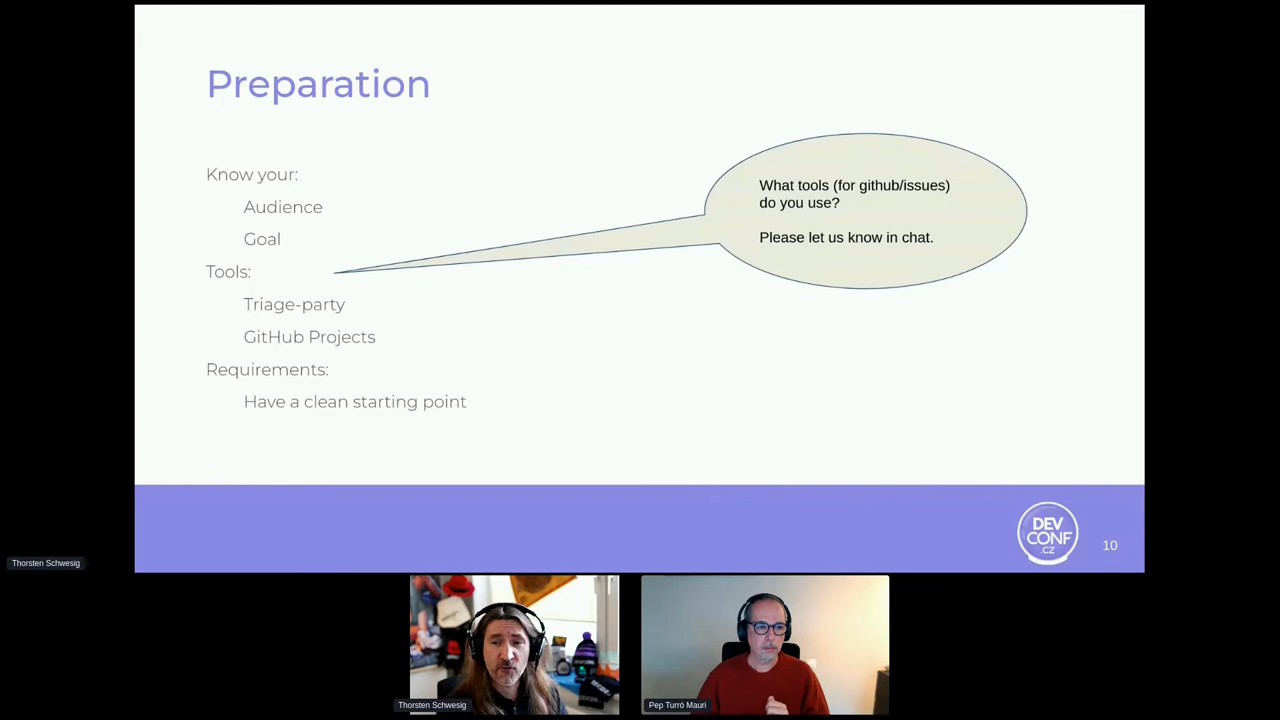 Preparation
Know your:
Audience
Goal
Tools:
Triage-party
GitHub Projects
Requirements:
Have a clean starting point
What tools (for github/issues)
do you use?
Please let us know in chat.
DEV
CONF
.CZ
10
Thorsten Schwesig
Thorsten Schwesig
Pep Turró Mauri